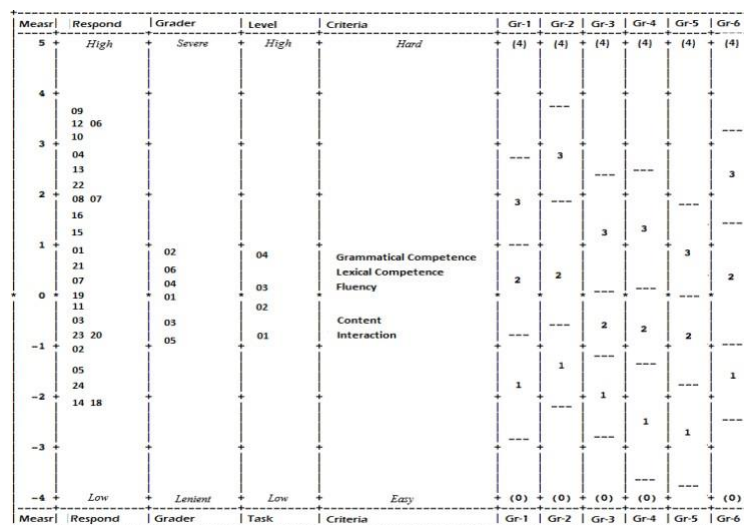 Measr Respond Grader Level Criteria Gr-1 Gr-2 Gr-3 Gr-4 Gr-5 Gr-6
5 High Severe High Hard (4) (4) (4) (4) (4) (4)
4
09
12 06
10
3
04 3
13 3
22
2
08 07 3
16
15 3 3
1
01 02 04 Grammatical Competence 3
21 06 Lexical Competence 2 2 2
07 04 03 Fluency
0 19 01
11 02
03 03 Content 2 2
23 20 05 01 Interaction 2
-1
02
05 1 1
24 1
-2 1
14 18
1
1
-3
-4 Low Lenient Low Easy (0) (0) (0) (0) (0) (0)
Measr Respond Grader Task Criteria Gr-1 Gr-2 Gr-3 Gr-4 Gr-5 Gr-6